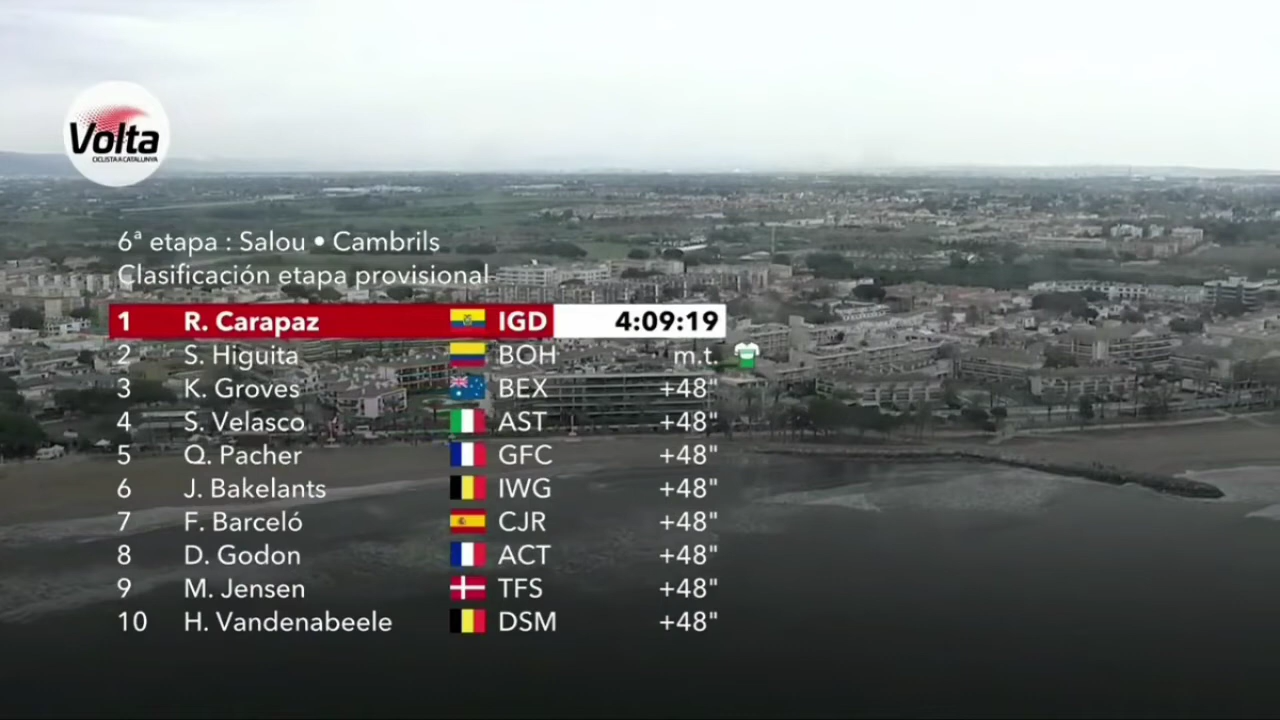 Volta
CICLISTA A CATALUNYA
6ª etapa : Salou • Cambrils
Clasificación etapa provisional
1 R. Carapaz IGD 4:09:19
2 S. Higuita BOH m.t.
3 K. Groves BEX +48"
4 S. Velasco AST +48"
5 Q. Pacher GFC +48"
6 J. Bakelants IWG +48"
7 F. Barceló CJR +48"
8 D. Godon ACT +48"
9 M. Jensen TFS +48"
10 H. Vandenabeele DSM +48"